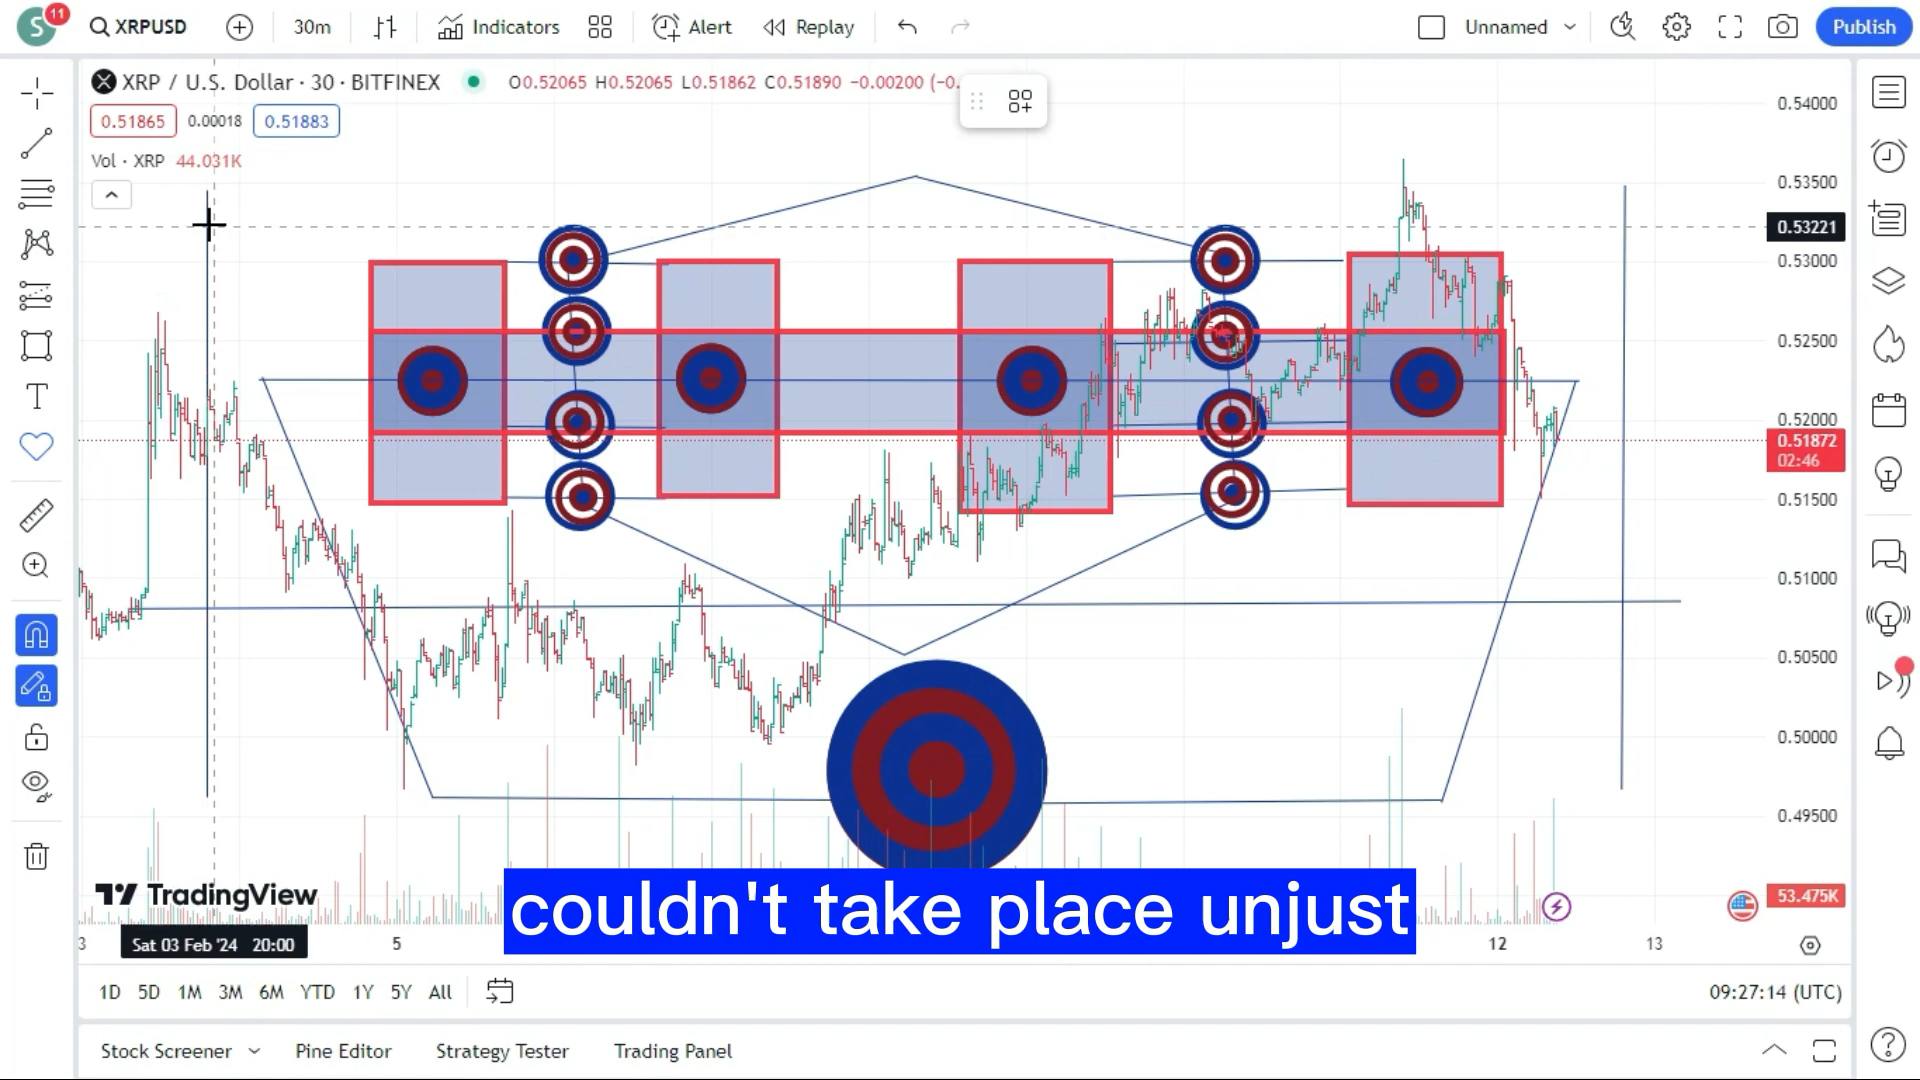 S 11 XRPUSD 30m Indicators Alert Replay Unnamed Publish
XRP / U.S. Dollar · 30 · BITFINEX O0.52065 H0.52065 L0.51862 C0.51890 −0.00200 (−0.
0.51865 0.00018 0.51883
Vol · XRP 44.031K
0.54000
0.53500
0.53221
0.53000
0.52500
0.52000
0.51872
02:46
0.51500
0.51000
0.50500
0.50000
0.49500
53.475K
TradingView
couldn't take place unjust
3 Sat 03 Feb '24 20:00 5 12 13
1D 5D 1M 3M 6M YTD 1Y 5Y All 09:27:14 (UTC)
Stock Screener Pine Editor Strategy Tester Trading Panel